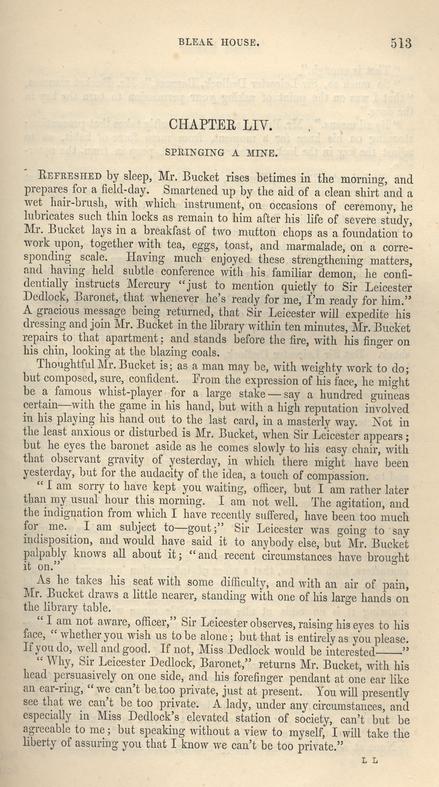 BLEAK HOUSE. 513
CHAPTER LIV.
SPRINGING A MINE.
REFRESHED by sleep, Mr. Bucket rises betimes in the morning, and
prepares for a field-day. Smartened up by the aid of a clean shirt and a
wet hair-brush, with which instrument, on occasions of ceremony, he
lubricates such thin locks as remain to him after his life of severe study,
Mr. Bucket lays in a breakfast of two mutton chops as a foundation to
work upon, together with tea, eggs, toast, and marmalade, on a corre-
sponding scale. Having much enjoyed these strengthening matters,
and having held subtle conference with his familiar demon, he confi-
dentially instructs Mercury “just to mention quietly to Sir Leicester
Dedlock, Baronet, that whenever he's ready for me, I'm ready for him.”
A gracious message being returned, that Sir Leicester will expedite his
dressing and join Mr. Bucket in the library within ten minutes, Mr. Bucket
repairs to that apartment; and stands before the fire, with his finger on
his chin, looking at the blazing coals.
Thoughtful Mr. Bucket is; as a man may be, with weighty work to do;
but composed, sure, confident. From the expression of his face, he might
be a famous whist-player for a large stake—say a hundred guineas
certain—with the game in his hand, but with a high reputation involved
in his playing his hand out to the last card, in a masterly way. Not in
the least anxious or disturbed is Mr. Bucket, when Sir Leicester appears;
but he eyes the baronet aside as he comes slowly to his easy chair, with
that observant gravity of yesterday, in which there might have been
yesterday, but for the audacity of the idea, a touch of compassion.
“I am sorry to have kept you waiting, officer, but I am rather later
than my usual hour this morning. I am not well. The agitation, and
the indignation from which I have recently suffered, have been too much
for me. I am subject to—gout;” Sir Leicester was going to say
indisposition, and would have said it to anybody else, but Mr. Bucket
palpably knows all about it; “and recent circumstances have brought
it on.”
As he takes his seat with some difficulty, and with an air of pain,
Mr. Bucket draws a little nearer, standing with one of his large hands on
the library table.
“I am not aware, officer,” Sir Leicester observes, raising his eyes to his
face, “whether you wish us to be alone; but that is entirely as you please.
If you do, well and good. If not, Miss Dedlock would be interested——”
“Why, Sir Leicester Dedlock, Baronet,” returns Mr. Bucket, with his
head persuasively on one side, and his forefinger pendant at one ear like
an ear-ring, “we can't be too private, just at present. You will presently
see that we can't be too private. A lady, under any circumstances, and
especially in Miss Dedlock's elevated station of society, can't but be
agreeable to me; but speaking without a view to myself, I will take the
liberty of assuring you that I know we can't be too private.”
L L